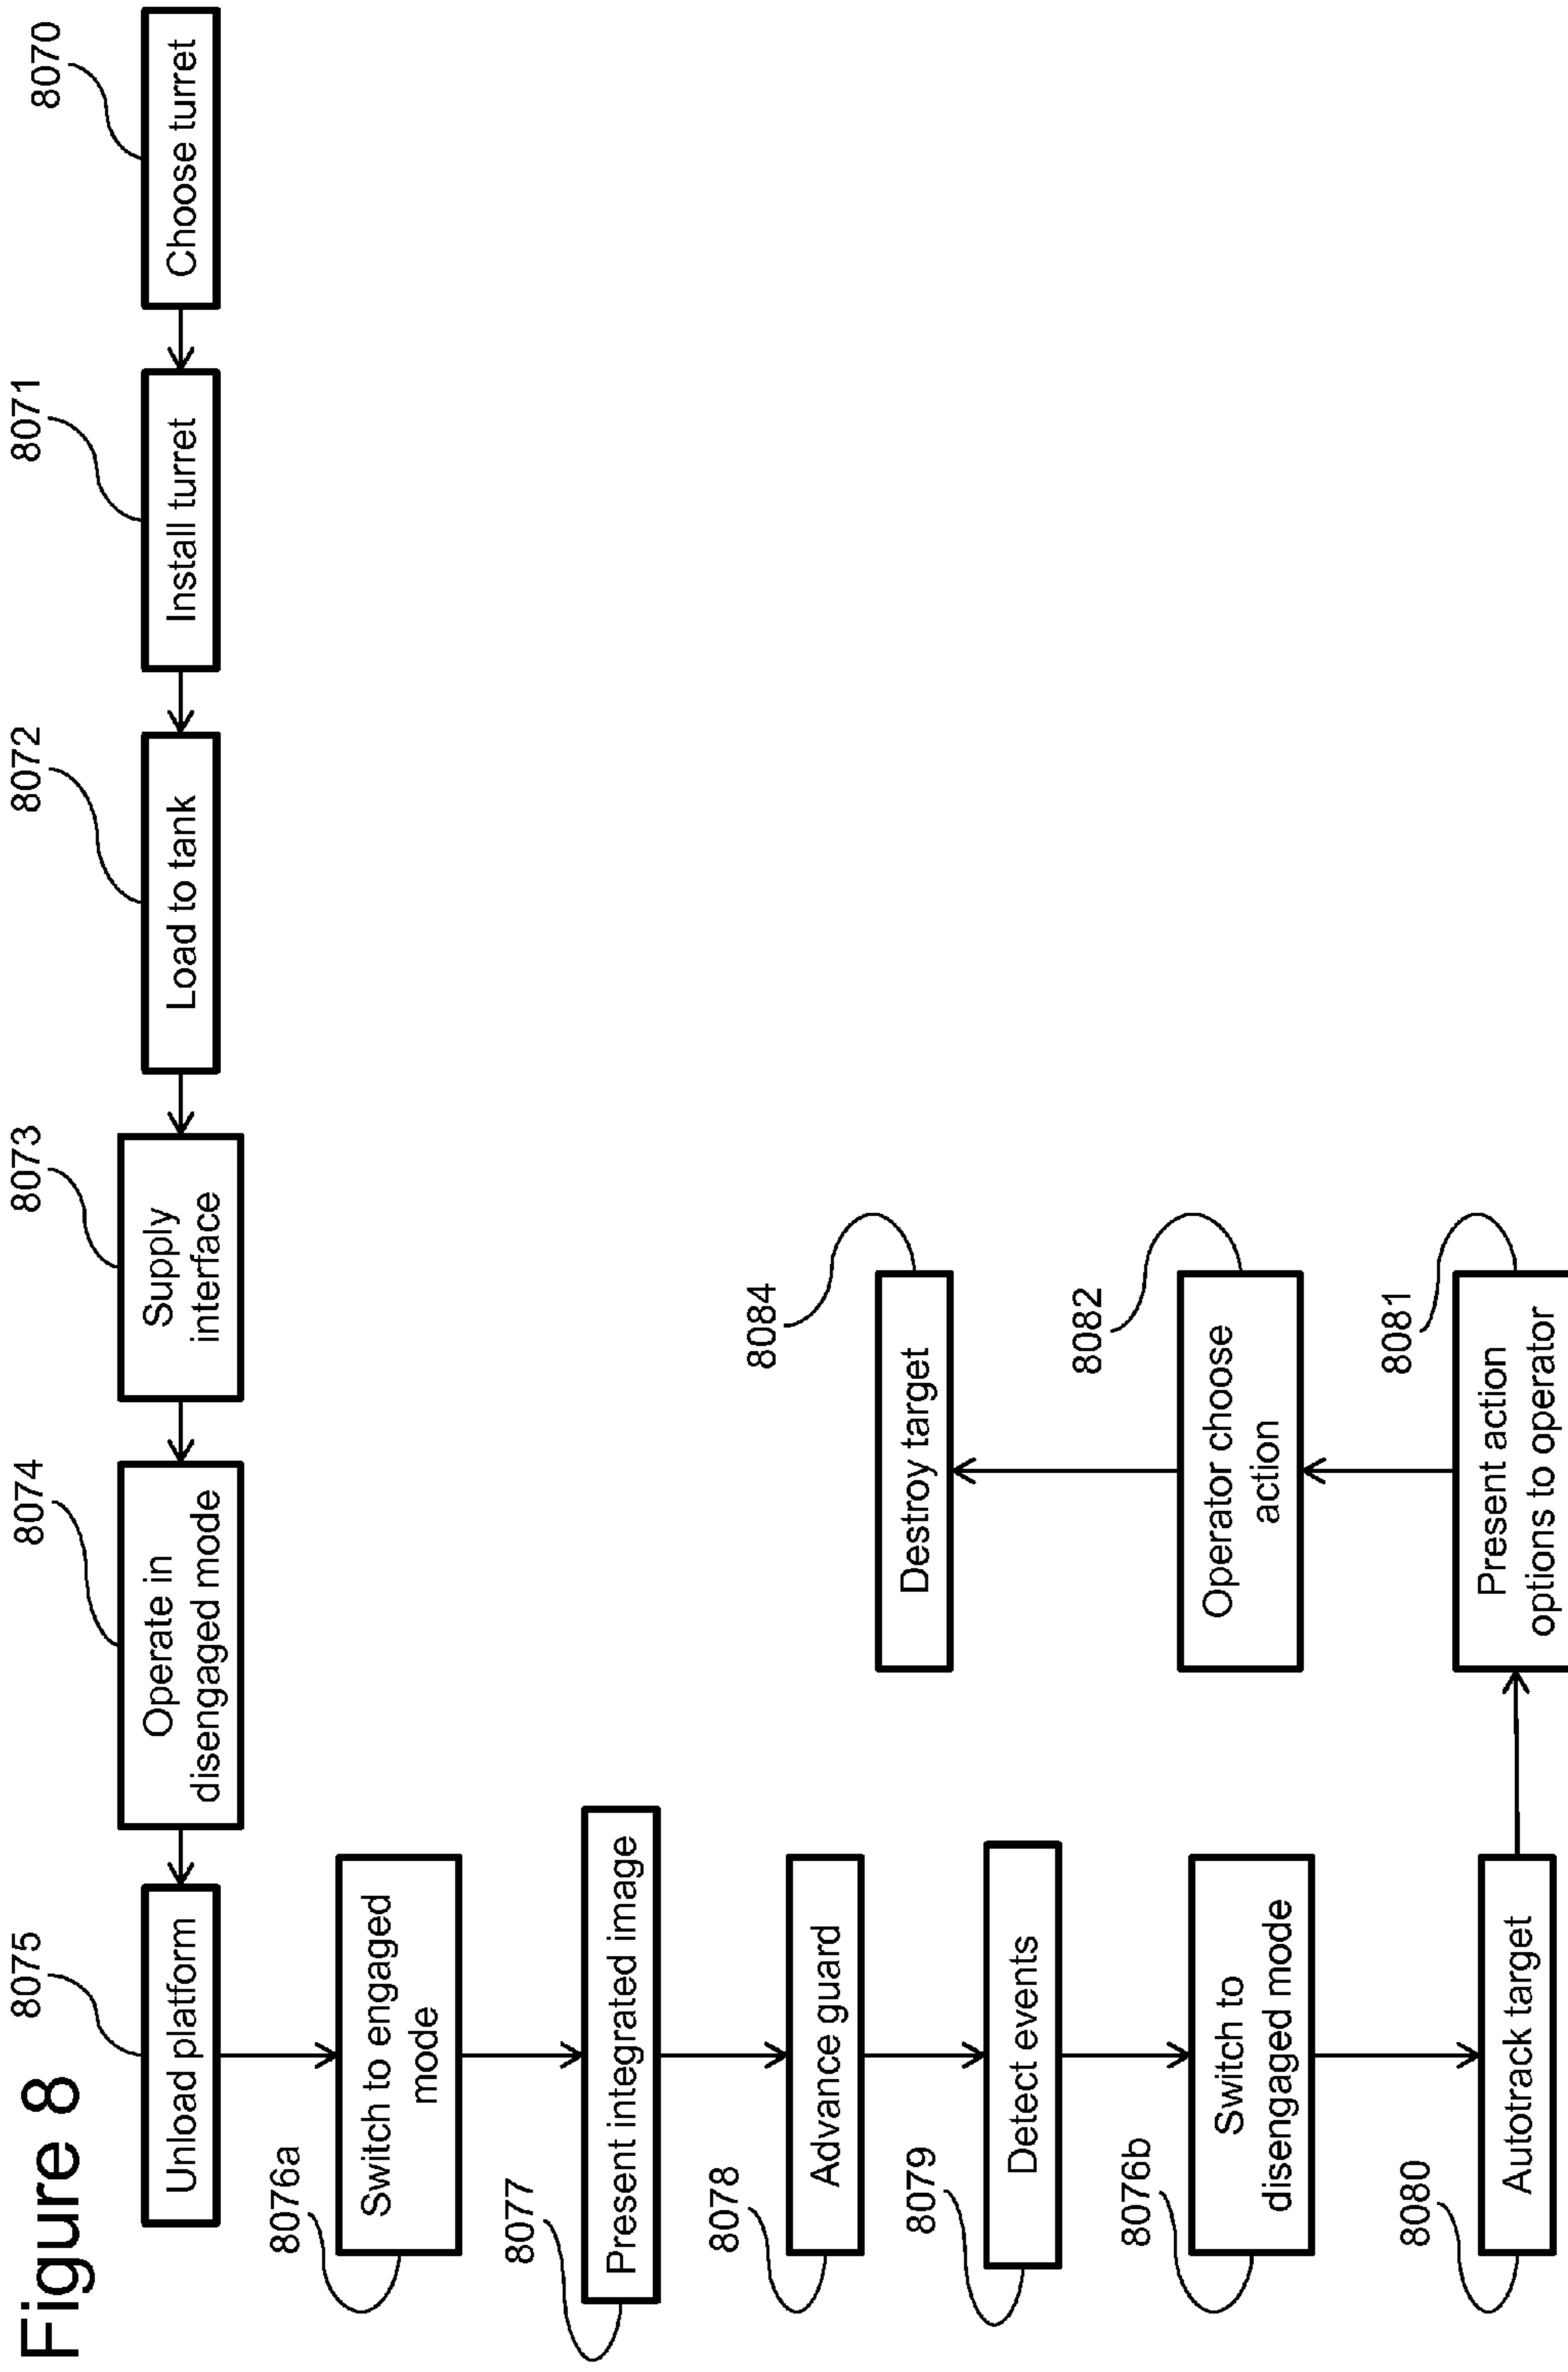 Figure 8
8070
Choose turret
8071
Install turret
8072
Load to tank
8073
Supply
interface
8074
Operate in
disengaged mode
8075
Unload platform
8076a
Switch to engaged
mode
8077
Present integrated image
8078
Advance guard
8079
Detect events
8076b
Switch to
disengaged mode
8080
Autotrack target
8081
Present action
options to operator
8082
Operator choose
action
8084
Destroy target